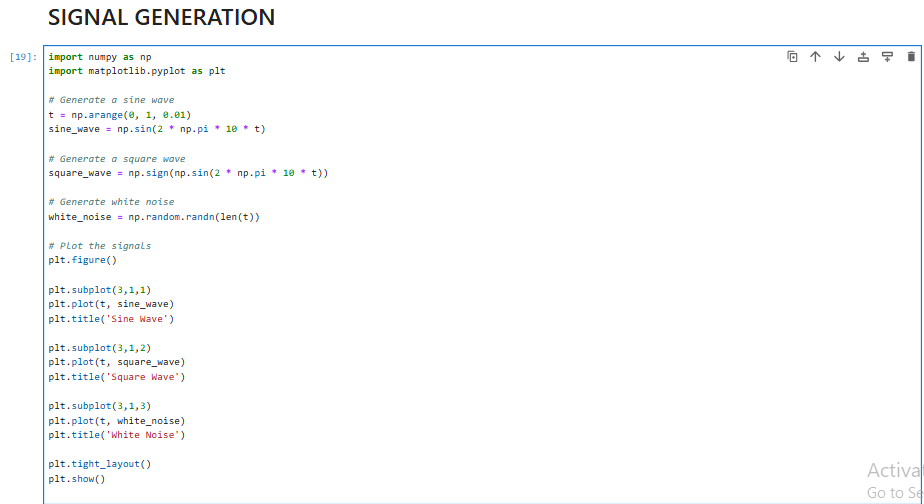 SIGNAL GENERATION
[19]: import numpy as np
import matplotlib.pyplot as plt
# Generate a sine wave
t = np.arange(0, 1, 0.01)
sine_wave = np.sin(2 * np.pi * 10 * t)
# Generate a square wave
square_wave = np.sign(np.sin(2 * np.pi * 10 * t))
# Generate white noise
white_noise = np.random.randn(len(t))
# Plot the signals
plt.figure()
plt.subplot(3,1,1)
plt.plot(t, sine_wave)
plt.title('Sine Wave')
plt.subplot(3,1,2)
plt.plot(t, square_wave)
plt.title('Square Wave')
plt.subplot(3,1,3)
plt.plot(t, white_noise)
plt.title('White Noise')
plt.tight_layout()
plt.show()
Activa
Go to Se